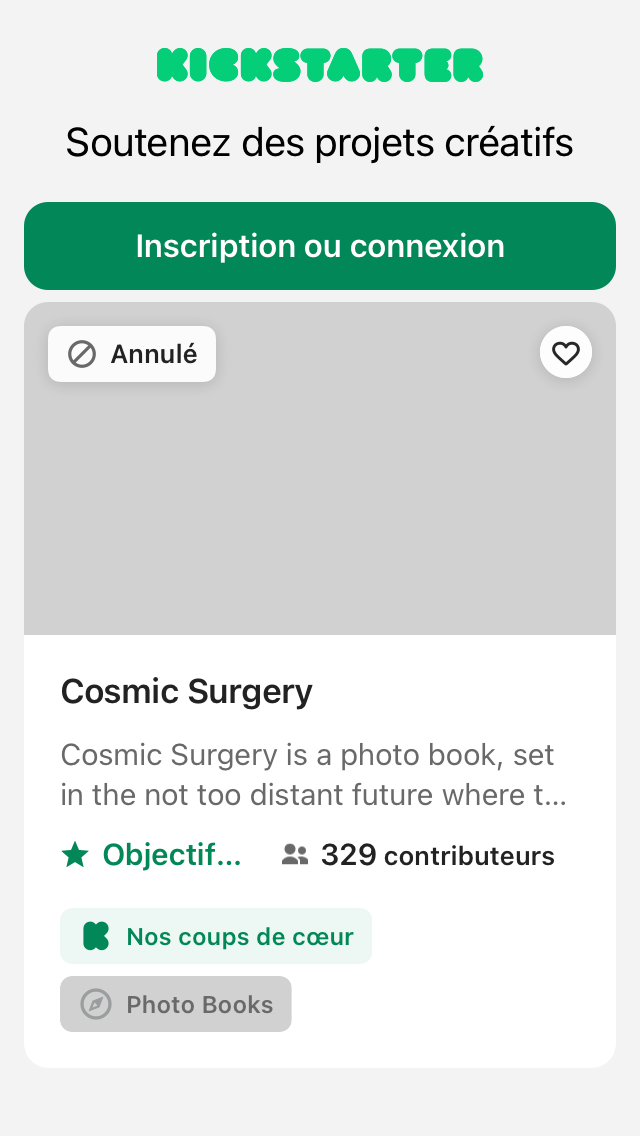 KICKSTARTER
Soutenez des projets créatifs
Inscription ou connexion
Annulé
Cosmic Surgery
Cosmic Surgery is a photo book, set
in the not too distant future where t...
Objectif... 329 contributeurs
Nos coups de cœur
Photo Books